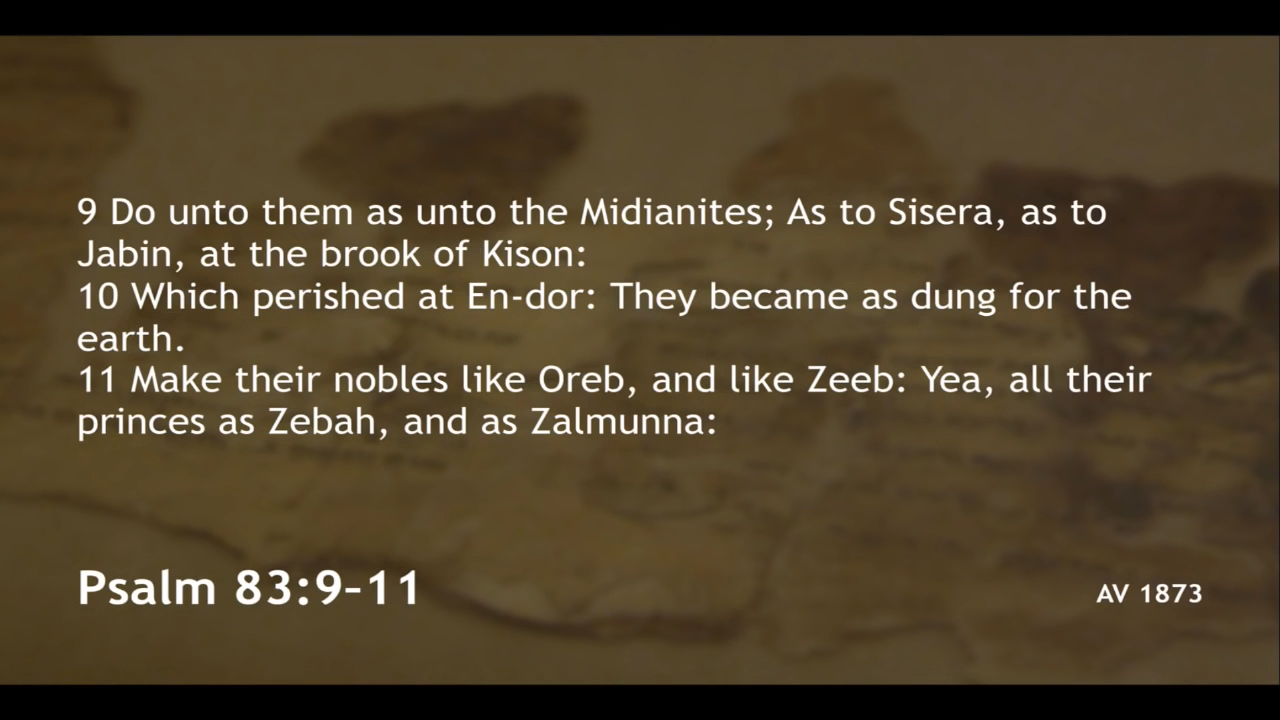 9 Do unto them as unto the Midianites; As to Sisera, as to
Jabin, at the brook of Kison:
10 Which perished at En-dor: They became as dung for the
earth.
11 Make their nobles like Oreb, and like Zeeb: Yea, all their
princes as Zebah, and as Zalmunna:
Psalm 83:9–11
AV 1873